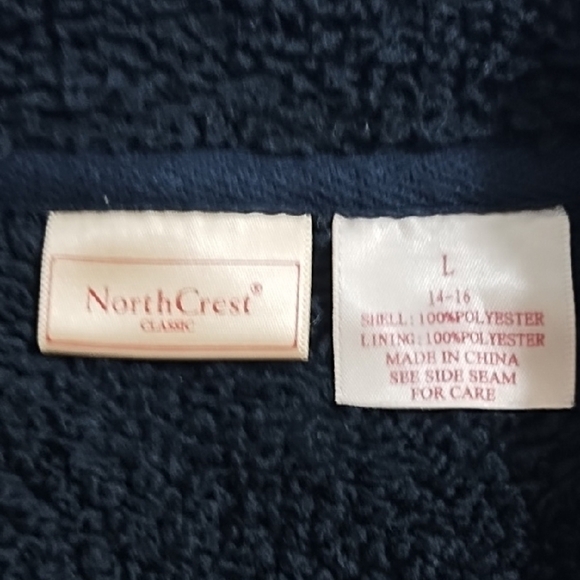 NorthCrest®
CLASSIC
L
14-16
SHELL:100%POLYESTER
LINING:100%POLYESTER
MADE IN CHINA
SEE SIDE SEAM
FOR CARE